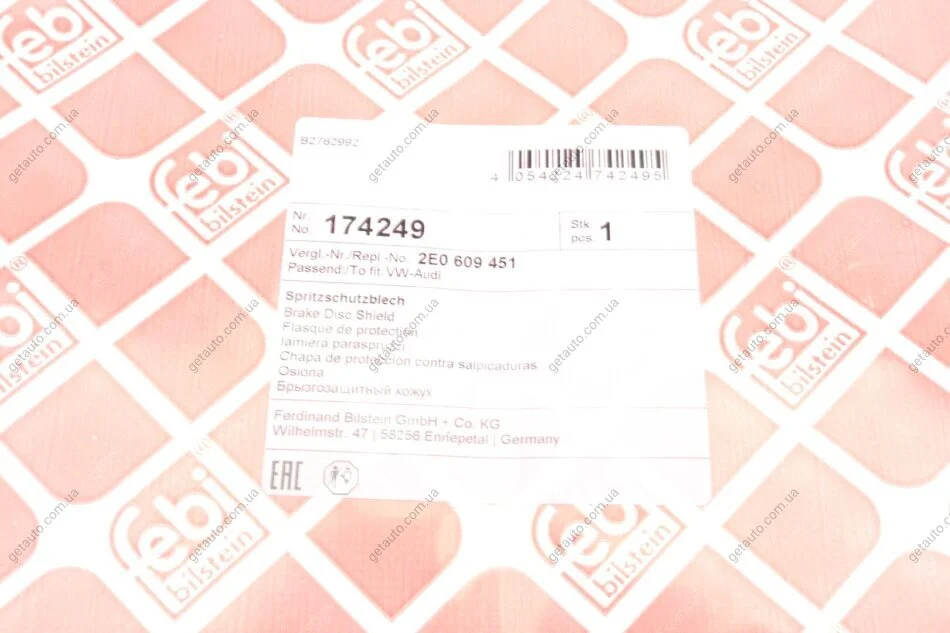 febi
bilstein
B2762992
4 054224 742495
Nr.
No. 174249
Stk
pcs. 1
Vergl.-Nr./Repl.-No. 2E0 609 451
Passend:/To fit: VW-Audi
Spritzschutzblech
Brake Disc Shield
Flasque de protection
lamiera paraspruzzi
Chapa de protección contra salpicaduras
Osłona
Брызгозащитный кожух
Ferdinand Bilstein GmbH + Co. KG
Wilhelmstr. 47 | 58256 Ennepetal | Germany
EAC
getauto.com.ua